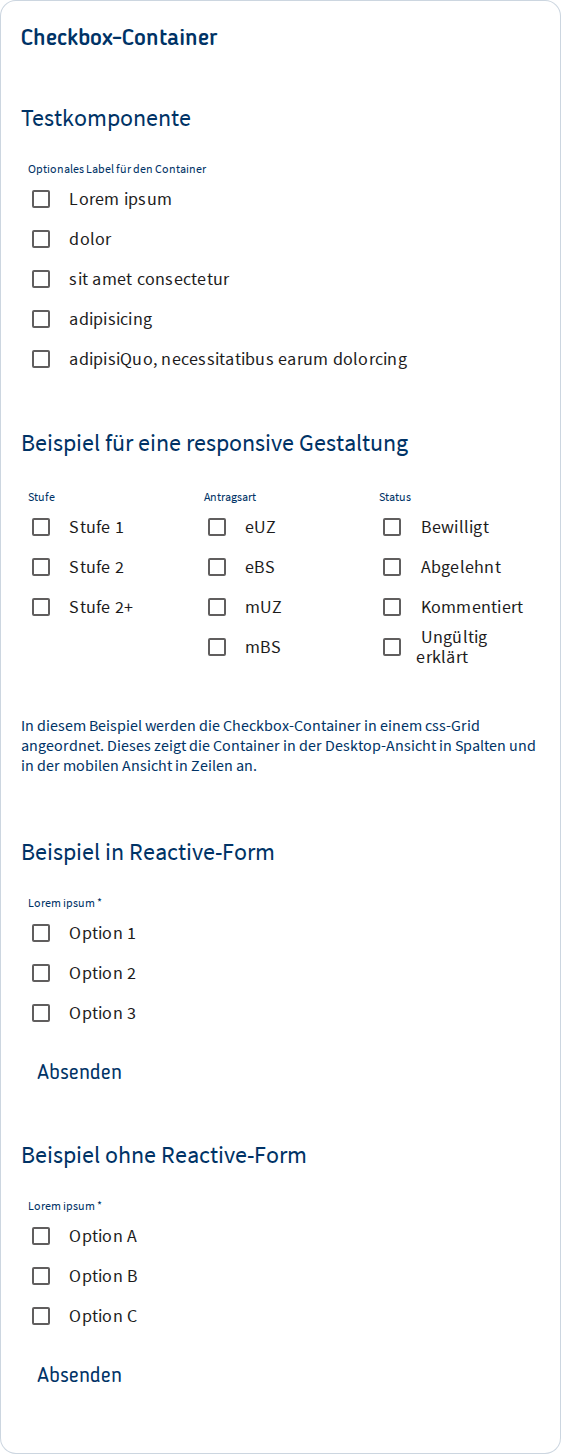 Checkbox-Container
Testkomponente
Optionales Label für den Container
Lorem ipsum
dolor
sit amet consectetur
adipisicing
adipisiQuo, necessitatibus earum dolorcing
Beispiel für eine responsive Gestaltung
Stufe
Stufe 1
Stufe 2
Stufe 2+
Antragsart
eUZ
eBS
mUZ
mBS
Status
Bewilligt
Abgelehnt
Kommentiert
Ungültig
erklärt
In diesem Beispiel werden die Checkbox-Container in einem css-Grid
angeordnet. Dieses zeigt die Container in der Desktop-Ansicht in Spalten und
in der mobilen Ansicht in Zeilen an.
Beispiel in Reactive-Form
Lorem ipsum *
Option 1
Option 2
Option 3
Absenden
Beispiel ohne Reactive-Form
Lorem ipsum *
Option A
Option B
Option C
Absenden